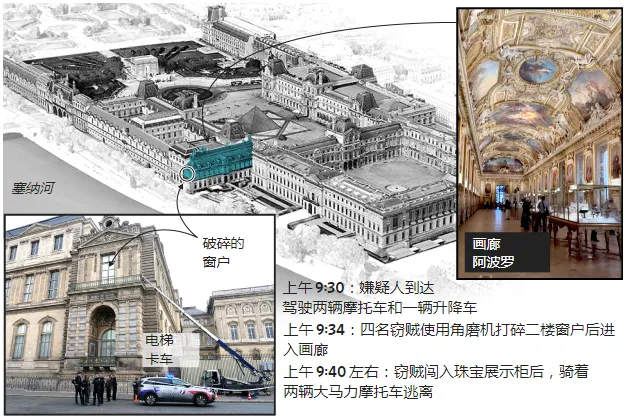 塞纳河
破碎的
窗户
画廊
阿波罗
电梯
卡车
上午 9:30：嫌疑人到达
驾驶两辆摩托车和一辆升降车
上午 9:34：四名窃贼使用角磨机打碎二楼窗户后进
入画廊
上午 9:40 左右：窃贼闯入珠宝展示柜后，骑着
两辆大马力摩托车逃离